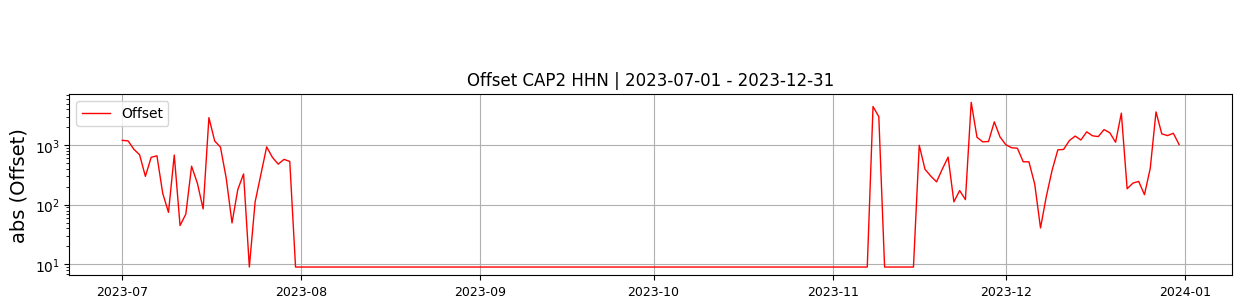 Offset CAP2 HHN | 2023-07-01 - 2023-12-31
Offset
abs (Offset)
10³
10²
10¹
2023-07 2023-08 2023-09 2023-10 2023-11 2023-12 2024-01